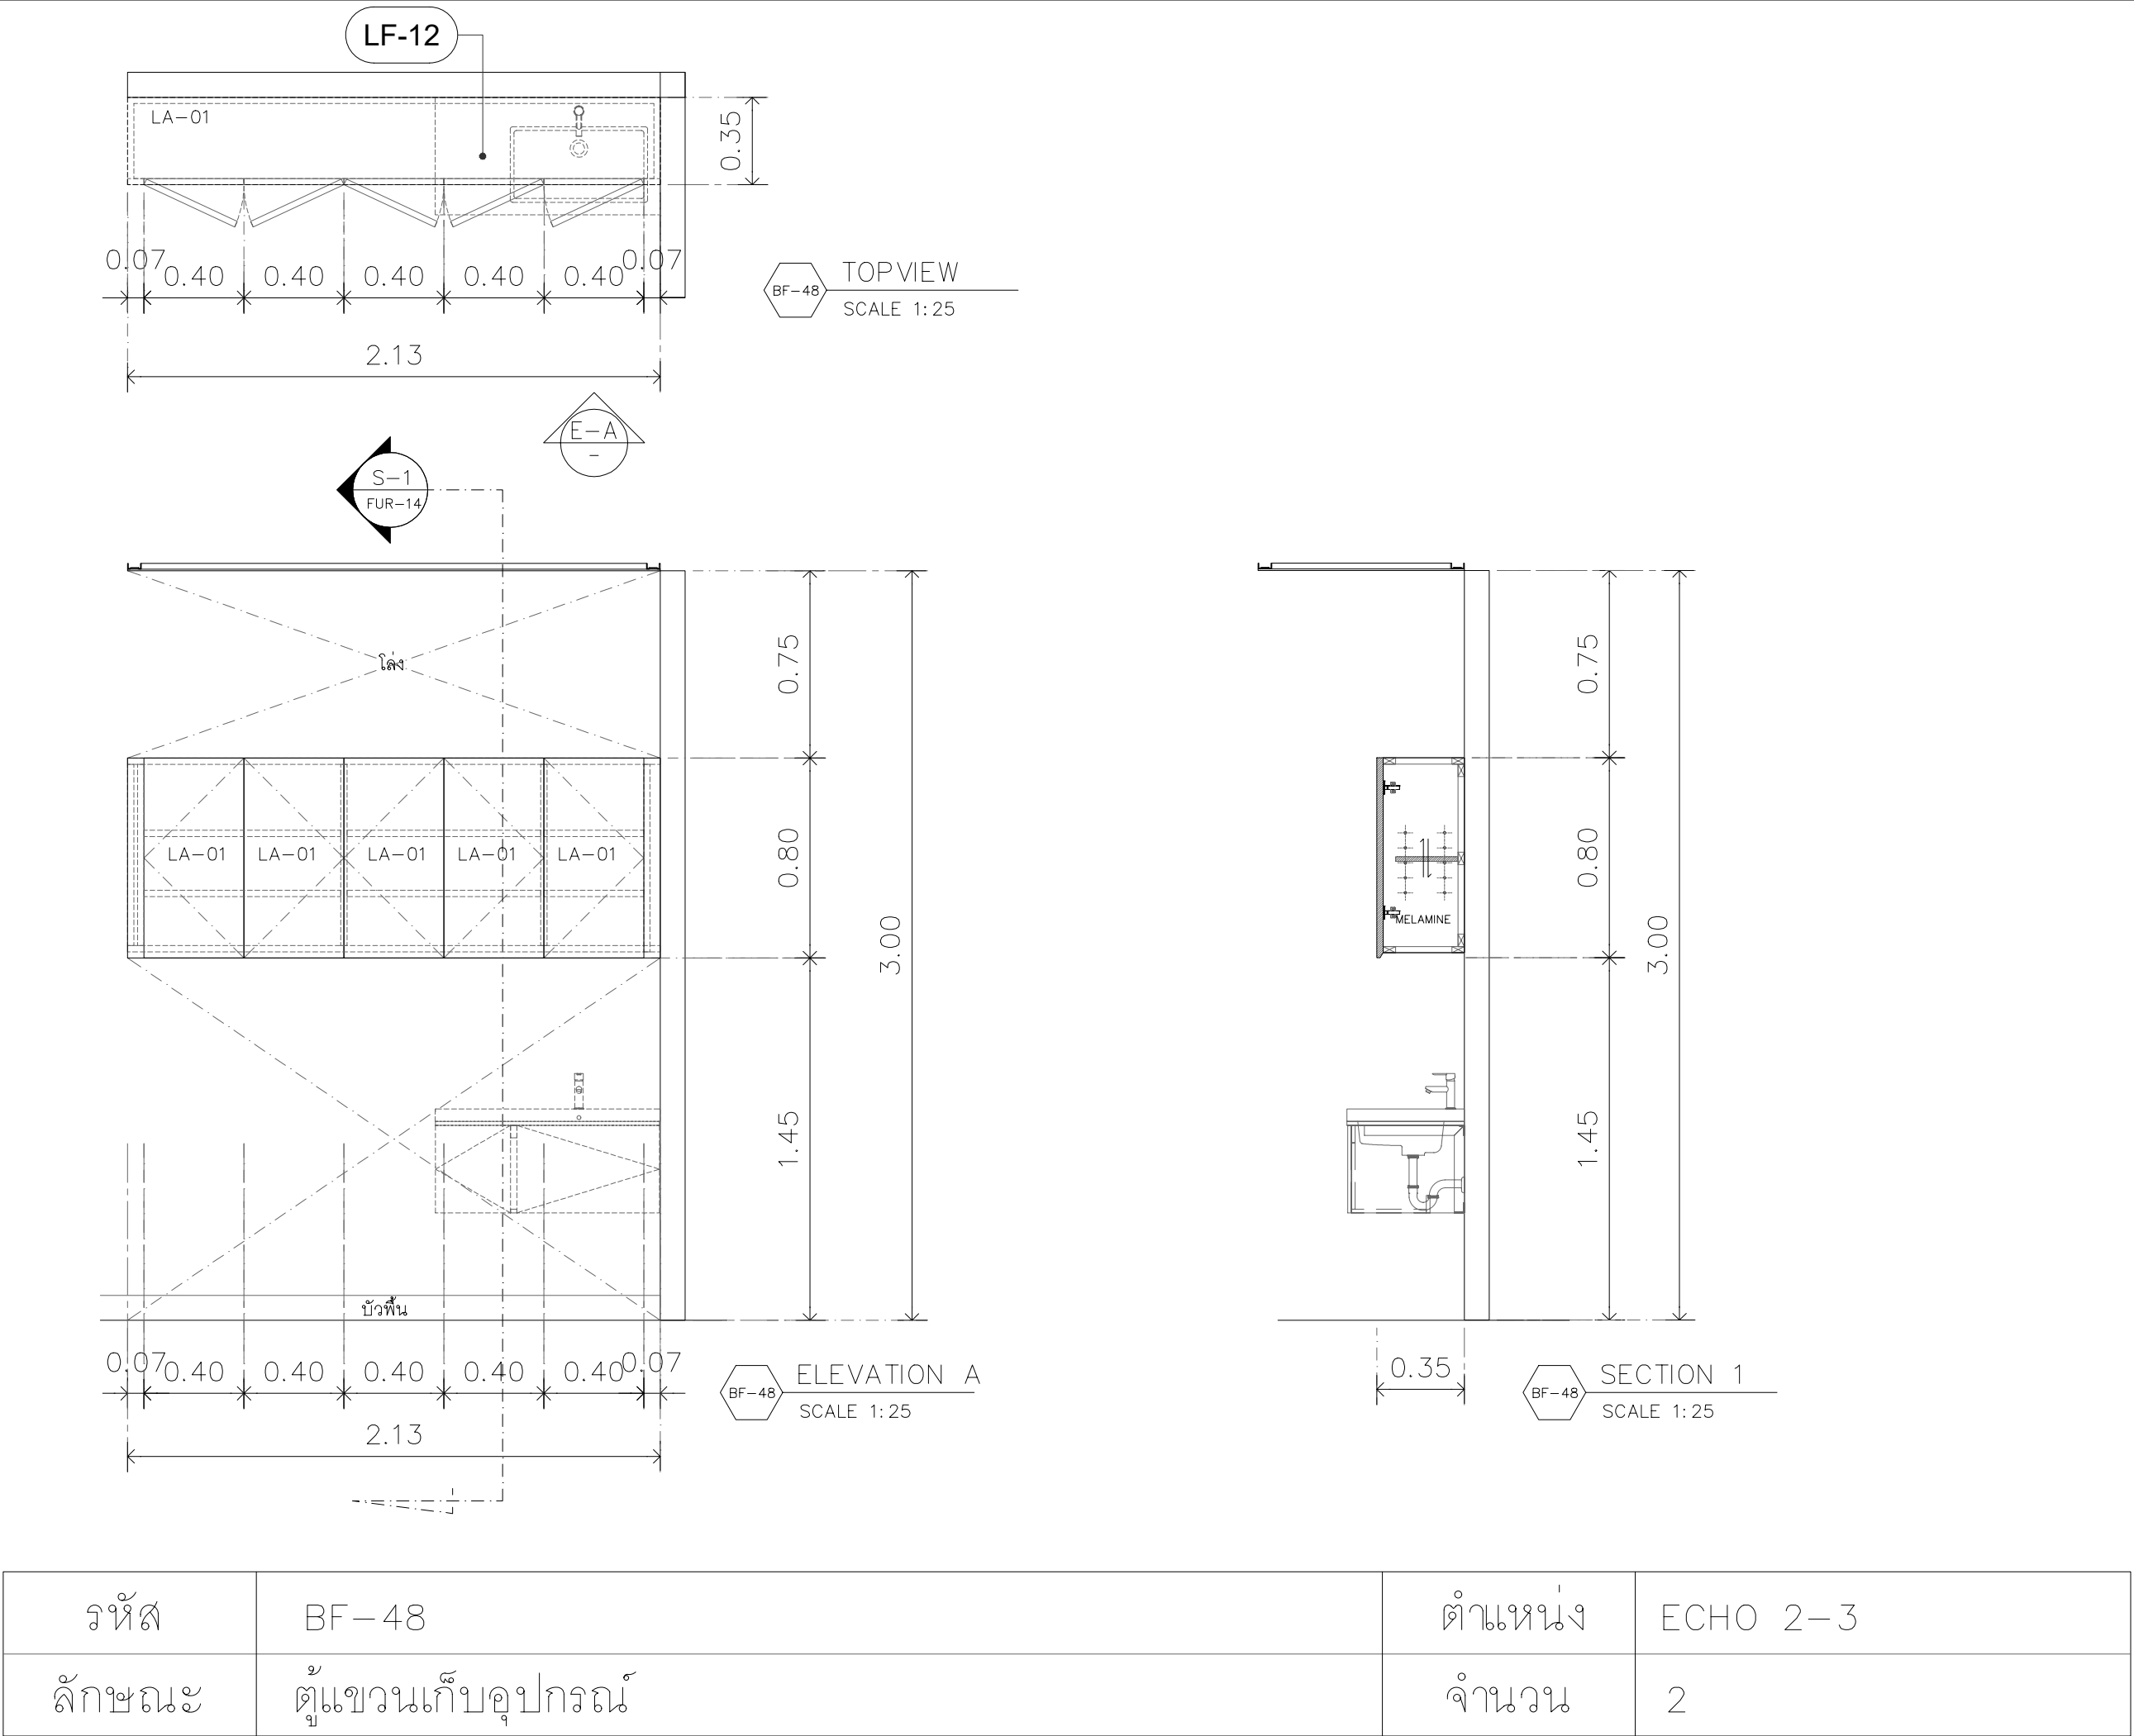 LF-12
LA-01
0.35
0.07 0.40 0.40 0.40 0.40 0.40 0.07
2.13
BF-48 TOPVIEW
SCALE 1:25
E-A
-
S-1
FUR-14
โล่ง
0.75
0.75
LA-01 LA-01 LA-01 LA-01 LA-01
0.80
3.00
0.80
3.00
MELAMINE
1.45
1.45
บัวพื้น
0.07 0.40 0.40 0.40 0.40 0.40 0.07
2.13
BF-48 ELEVATION A
SCALE 1:25
0.35
BF-48 SECTION 1
SCALE 1:25
รหัส BF-48 ตำแหน่ง ECHO 2-3
ลักษณะ ตู้แขวนเก็บอุปกรณ์ จำนวน 2